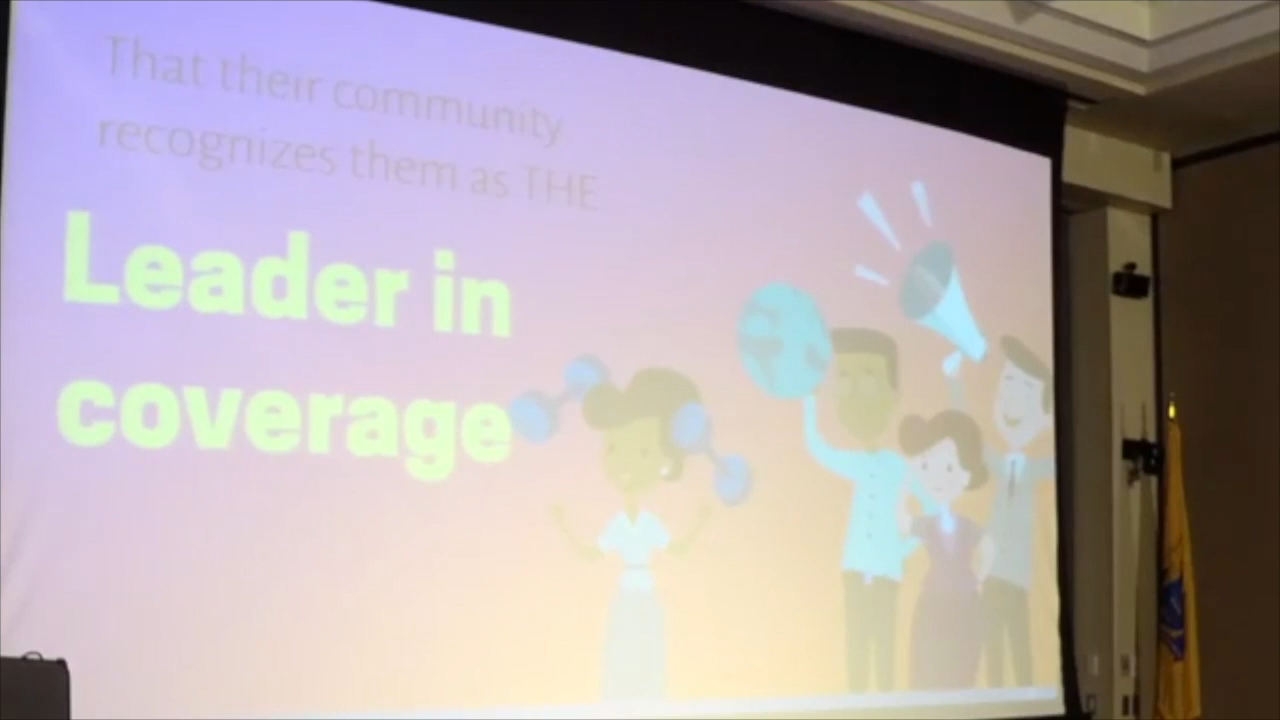 That their community
recognizes them as THE
Leader in
coverage